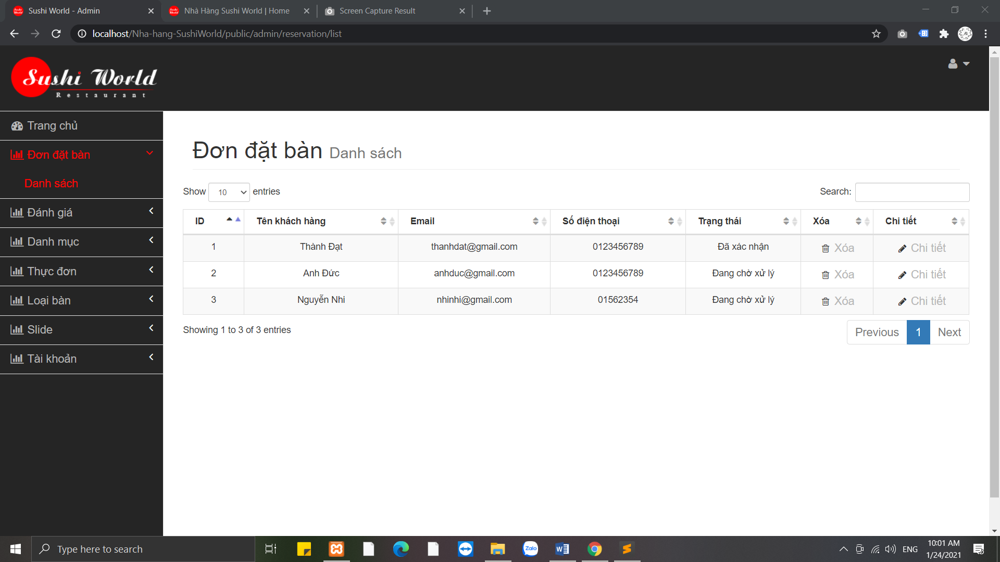 Sushi World - Admin
Nhà Hàng Sushi World | Home
Screen Capture Result
localhost/Nha-hang-SushiWorld/public/admin/reservation/list
Sushi World
Restaurant
Trang chủ
Đơn đặt bàn
Danh sách
Đánh giá
Danh mục
Thực đơn
Loại bàn
Slide
Tài khoản
Đơn đặt bàn Danh sách
Show 10 entries
Search:
ID Tên khách hàng Email Số điện thoại Trạng thái Xóa Chi tiết
1 Thành Đạt thanhdat@gmail.com 0123456789 Đã xác nhận Xóa Chi tiết
2 Anh Đức anhduc@gmail.com 0123456789 Đang chờ xử lý Xóa Chi tiết
3 Nguyễn Nhi nhinhi@gmail.com 01562354 Đang chờ xử lý Xóa Chi tiết
Showing 1 to 3 of 3 entries
Previous 1 Next
Type here to search
Zalo
ENG
10:01 AM
1/24/2021